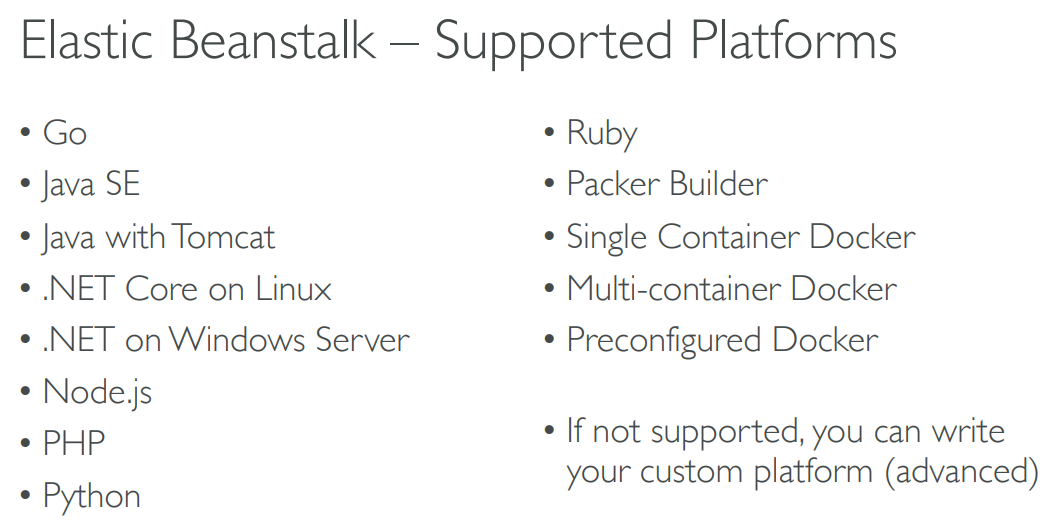 Elastic Beanstalk – Supported Platforms
• Go
• Java SE
• Java with Tomcat
• .NET Core on Linux
• .NET on Windows Server
• Node.js
• PHP
• Python
• Ruby
• Packer Builder
• Single Container Docker
• Multi-container Docker
• Preconfigured Docker
• If not supported, you can write
your custom platform (advanced)